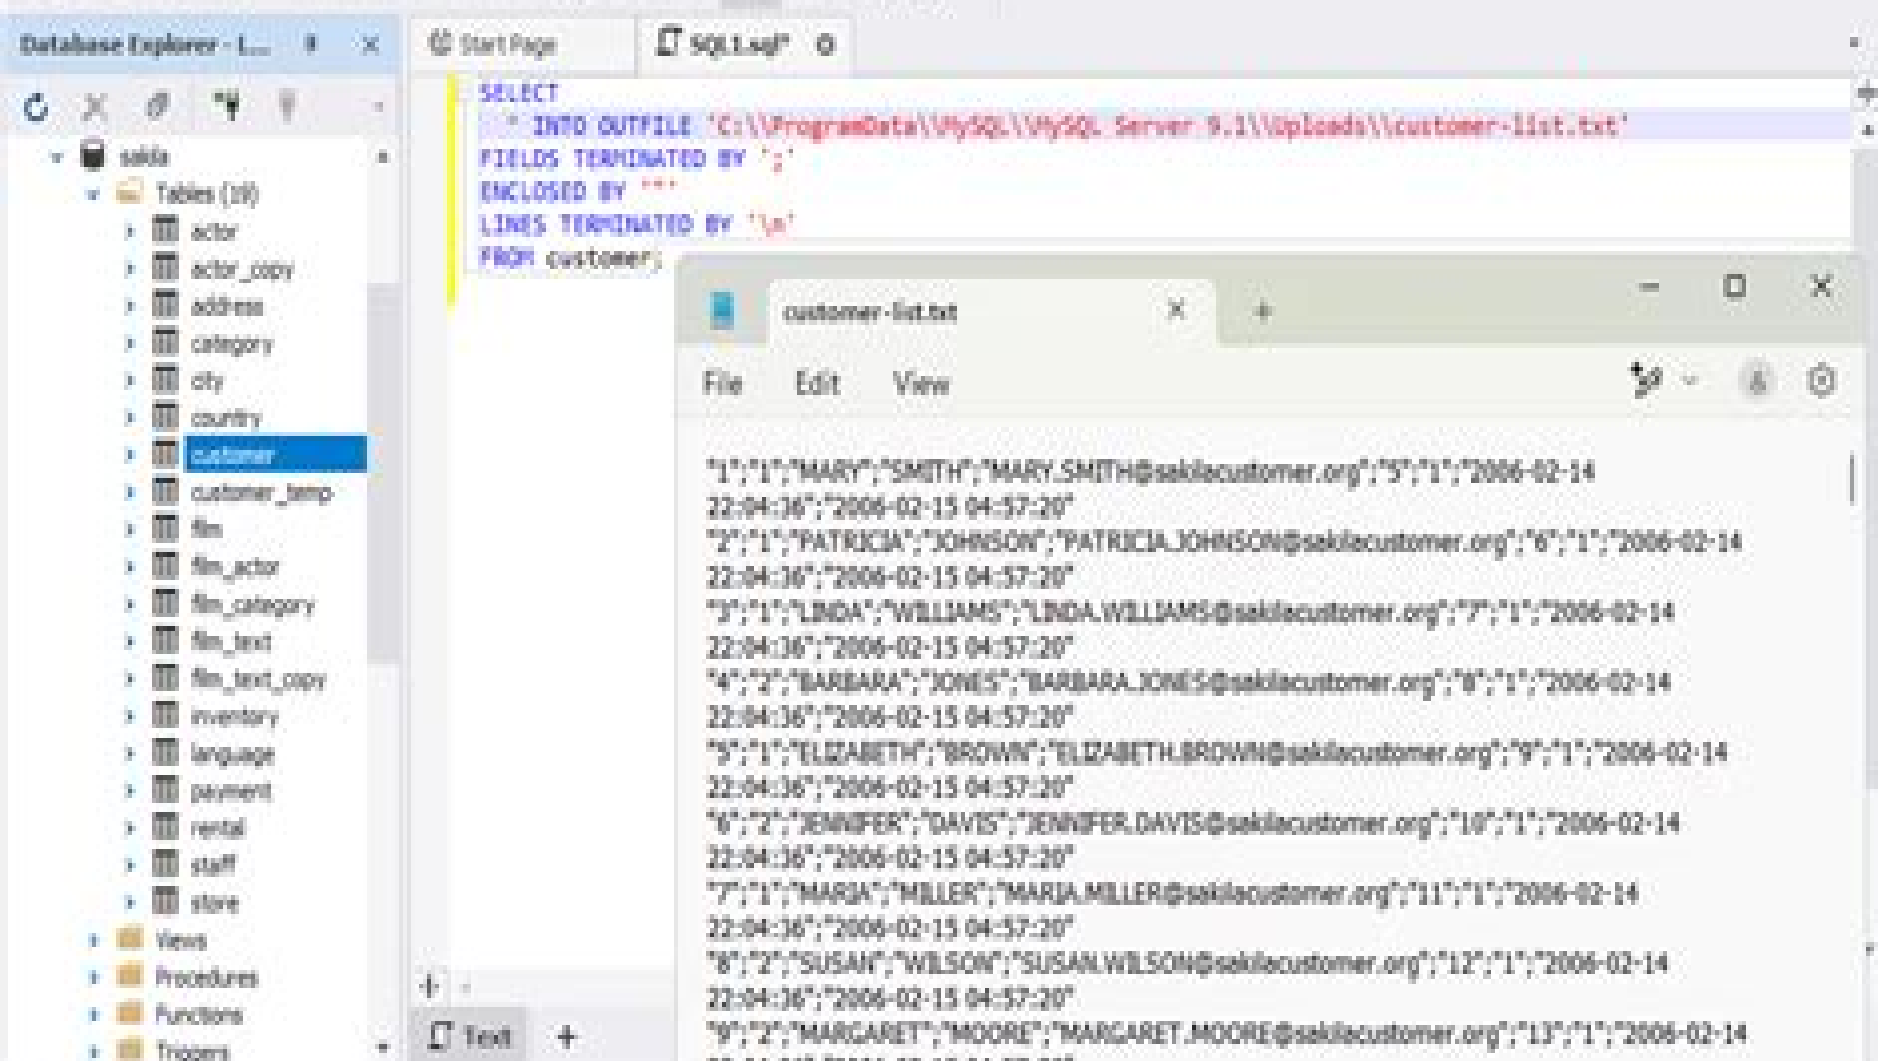 Database Explorer - L...
sakila
Tables (19)
actor
actor_copy
address
category
city
country
customer
customer_temp
film
film_actor
film_category
film_text
film_text_copy
inventory
language
payment
rental
staff
store
Views
Procedures
Functions
Triggers
Start Page
SQL1.sql*
SELECT
* INTO OUTFILE 'C:\\ProgramData\\MySQL\\MySQL Server 9.1\\Uploads\\customer-list.txt'
FIELDS TERMINATED BY ';'
ENCLOSED BY '"'
LINES TERMINATED BY '\n'
FROM customer;
Text
customer-list.txt
File Edit View
"1";"1";"MARY";"SMITH";"MARY.SMITH@sakilacustomer.org";"5";"1";"2006-02-14
22:04:36";"2006-02-15 04:57:20"
"2";"1";"PATRICIA";"JOHNSON";"PATRICIA.JOHNSON@sakilacustomer.org";"6";"1";"2006-02-14
22:04:36";"2006-02-15 04:57:20"
"3";"1";"LINDA";"WILLIAMS";"LINDA.WILLIAMS@sakilacustomer.org";"7";"1";"2006-02-14
22:04:36";"2006-02-15 04:57:20"
"4";"2";"BARBARA";"JONES";"BARBARA.JONES@sakilacustomer.org";"8";"1";"2006-02-14
22:04:36";"2006-02-15 04:57:20"
"5";"1";"ELIZABETH";"BROWN";"ELIZABETH.BROWN@sakilacustomer.org";"9";"1";"2006-02-14
22:04:36";"2006-02-15 04:57:20"
"6";"2";"JENNIFER";"DAVIS";"JENNIFER.DAVIS@sakilacustomer.org";"10";"1";"2006-02-14
22:04:36";"2006-02-15 04:57:20"
"7";"1";"MARIA";"MILLER";"MARIA.MILLER@sakilacustomer.org";"11";"1";"2006-02-14
22:04:36";"2006-02-15 04:57:20"
"8";"2";"SUSAN";"WILSON";"SUSAN.WILSON@sakilacustomer.org";"12";"1";"2006-02-14
22:04:36";"2006-02-15 04:57:20"
"9";"2";"MARGARET";"MOORE";"MARGARET.MOORE@sakilacustomer.org";"13";"1";"2006-02-14